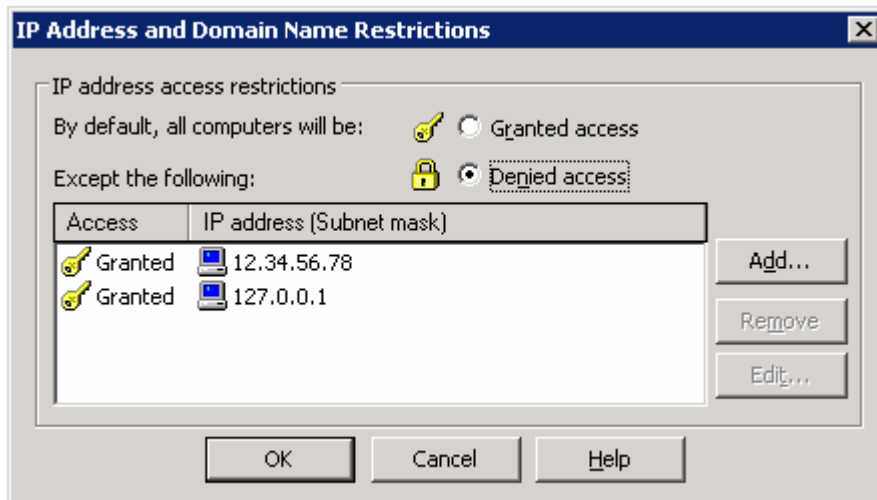 IP Address and Domain Name Restrictions
IP address access restrictions
By default, all computers will be: Granted access
Except the following: Denied access
Access IP address (Subnet mask)
Granted 12.34.56.78
Granted 127.0.0.1
Add...
Remove
Edit...
OK Cancel Help